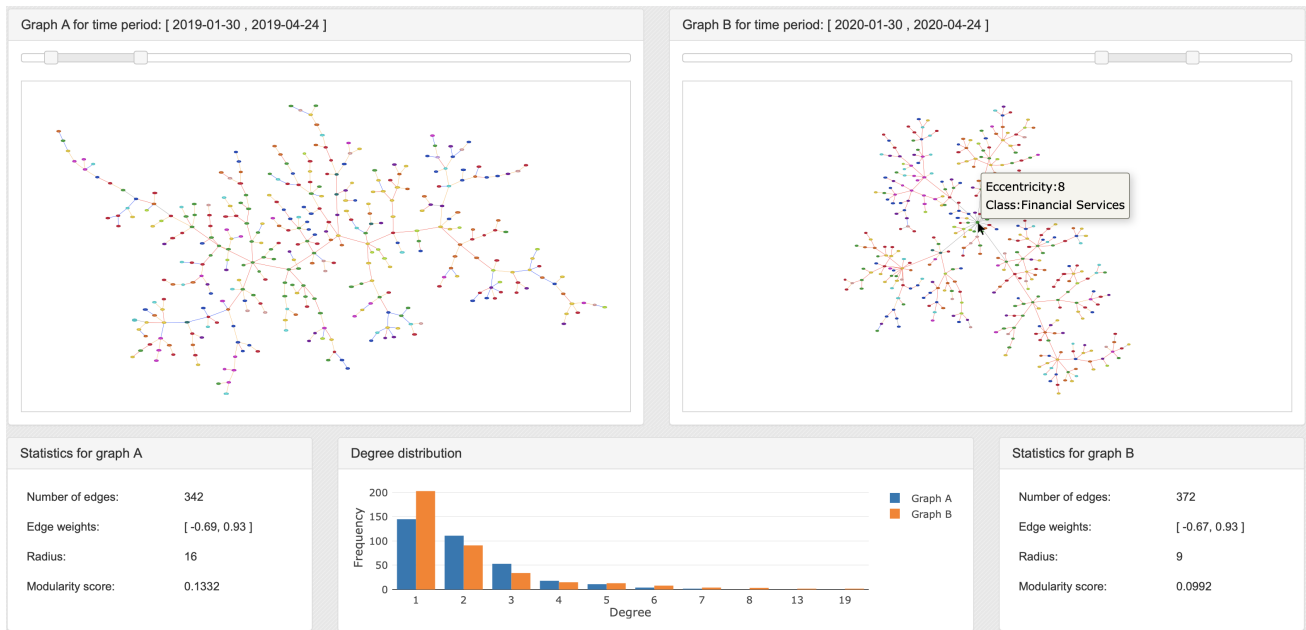 Graph A for time period: [ 2019-01-30 , 2019-04-24 ]
Graph B for time period: [ 2020-01-30 , 2020-04-24 ]
Eccentricity:8
Class:Financial Services
Statistics for graph A
Number of edges: 342
Edge weights: [ -0.69, 0.93 ]
Radius: 16
Modularity score: 0.1332
Degree distribution
Frequency
200
150
100
50
0
1 2 3 4 5 6 7 8 13 19
Degree
Graph A
Graph B
Statistics for graph B
Number of edges: 372
Edge weights: [ -0.67, 0.93 ]
Radius: 9
Modularity score: 0.0992